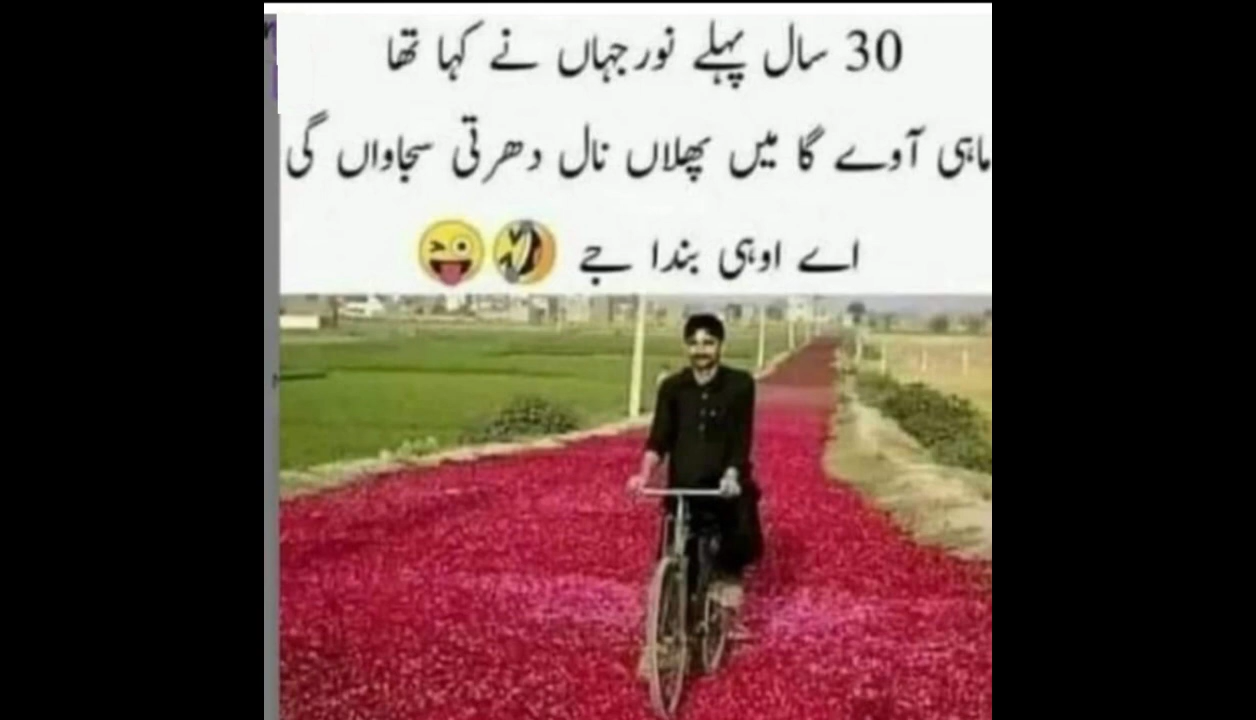 30 سال پہلے نور جہاں نے کہا تھا
ماہی آوے گا میں پھلاں نال دھرتی سجاواں گی
اے اوہی بندا جے 🤣😜